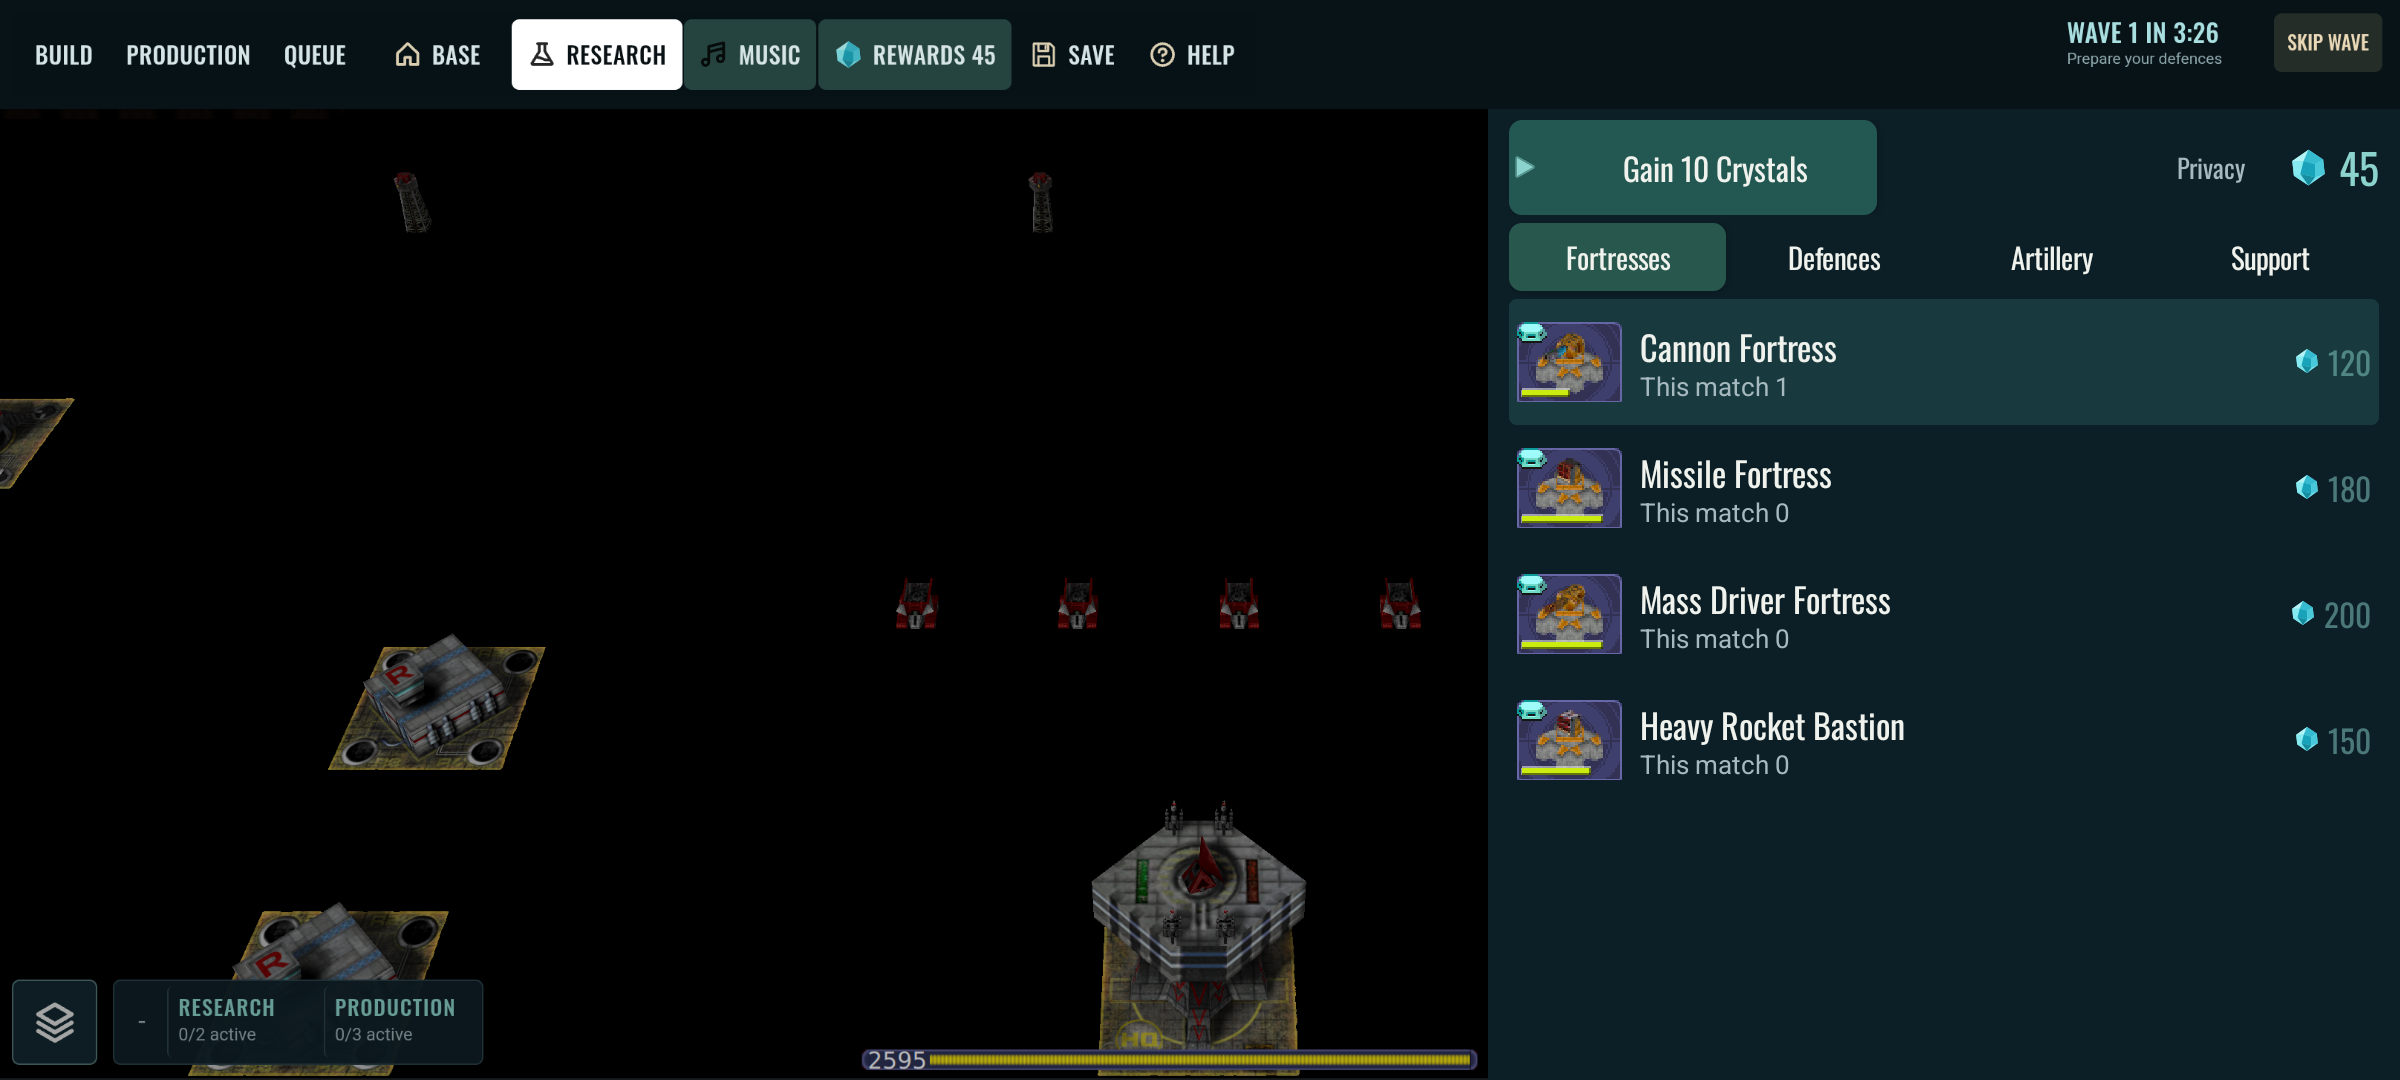 BUILD
PRODUCTION
QUEUE
BASE
RESEARCH
MUSIC
REWARDS 45
SAVE
HELP
WAVE 1 IN 3:26
Prepare your defences
SKIP WAVE
Gain 10 Crystals
Privacy
45
Fortresses
Defences
Artillery
Support
Cannon Fortress
This match 1
120
Missile Fortress
This match 0
180
Mass Driver Fortress
This match 0
200
Heavy Rocket Bastion
This match 0
150
R
R
HQ
-
RESEARCH
0/2 active
PRODUCTION
0/3 active
2595